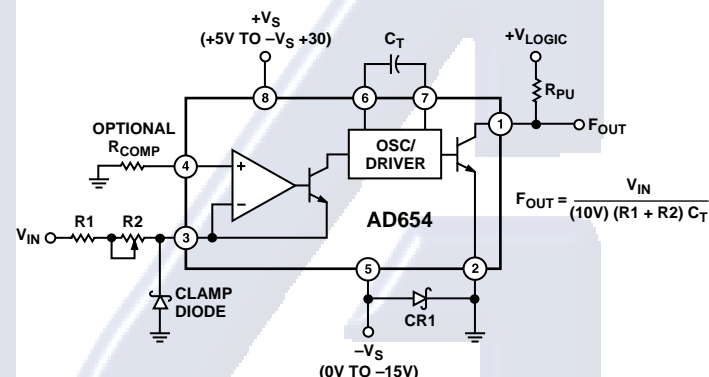 +VS
(+5V TO –VS +30)
CT
+VLOGIC
RPU
8
6
7
1
FOUT
OPTIONAL
RCOMP
4
+
–
OSC/
DRIVER
AD654
FOUT = VIN
(10V) (R1 + R2) CT
VIN
R1
R2
3
5
2
CLAMP
DIODE
CR1
–VS
(0V TO –15V)